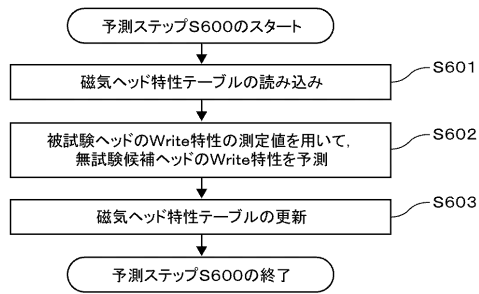 予測ステップS600のスタート
磁気ヘッド特性テーブルの読み込み
S601
被試験ヘッドのWrite特性の測定値を用いて,
無試験候補ヘッドのWrite特性を予測
S602
磁気ヘッド特性テーブルの更新
S603
予測ステップS600の終了